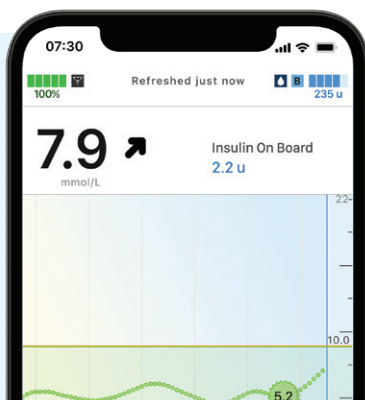 07:30
Refreshed just now
B
100%
235 u
7.9
mmol/L
Insulin On Board
2.2 u
22
10.0
5.2